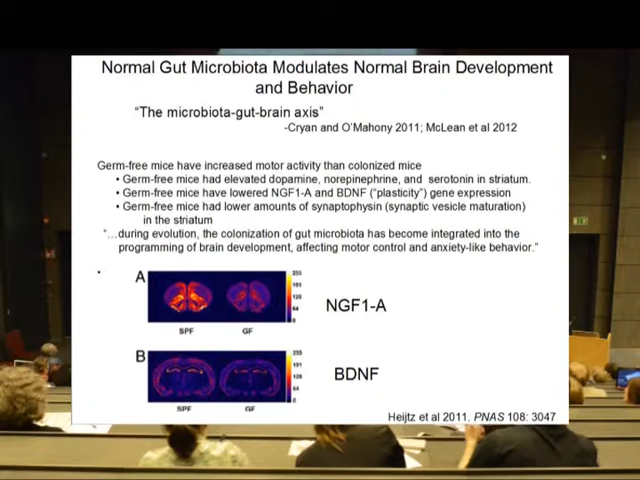 Normal Gut Microbiota Modulates Normal Brain Development
and Behavior
“The microbiota-gut-brain axis”
-Cryan and O’Mahony 2011; McLean et al 2012
Germ-free mice have increased motor activity than colonized mice
• Germ-free mice had elevated dopamine, norepinephrine, and serotonin in striatum.
• Germ-free mice have lowered NGF1-A and BDNF (“plasticity”) gene expression
• Germ-free mice had lower amounts of synaptophysin (synaptic vesicle maturation)
in the striatum
“…during evolution, the colonization of gut microbiota has become integrated into the
programming of brain development, affecting motor control and anxiety-like behavior.”
•
A
255
191
128
64
0
NGF1-A
SPF GF
B
255
191
128
64
0
BDNF
SPF GF
Heijtz et al 2011. PNAS 108: 3047